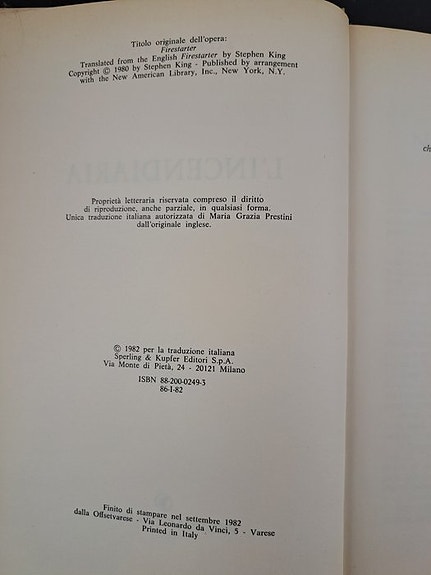 Titolo originale dell'opera:
Firestarter
Translated from the English Firestarter by Stephen King
Copyright © 1980 by Stephen King - Published by arrangement
with the New American Library, Inc., New York, N.Y.
L'INCENDIARIA
Proprietà letteraria riservata compreso il diritto
di riproduzione, anche parziale, in qualsiasi forma.
Unica traduzione italiana autorizzata di Maria Grazia Prestini
dall'originale inglese.
© 1982 per la traduzione italiana
Sperling & Kupfer Editori S.p.A.
Via Monte di Pietà, 24 - 20121 Milano
ISBN 88-200-0249-3
86-I-82
Finito di stampare nel settembre 1982
dalla Offsetvarese - Via Leonardo da Vinci, 5 - Varese
Printed in Italy
ch